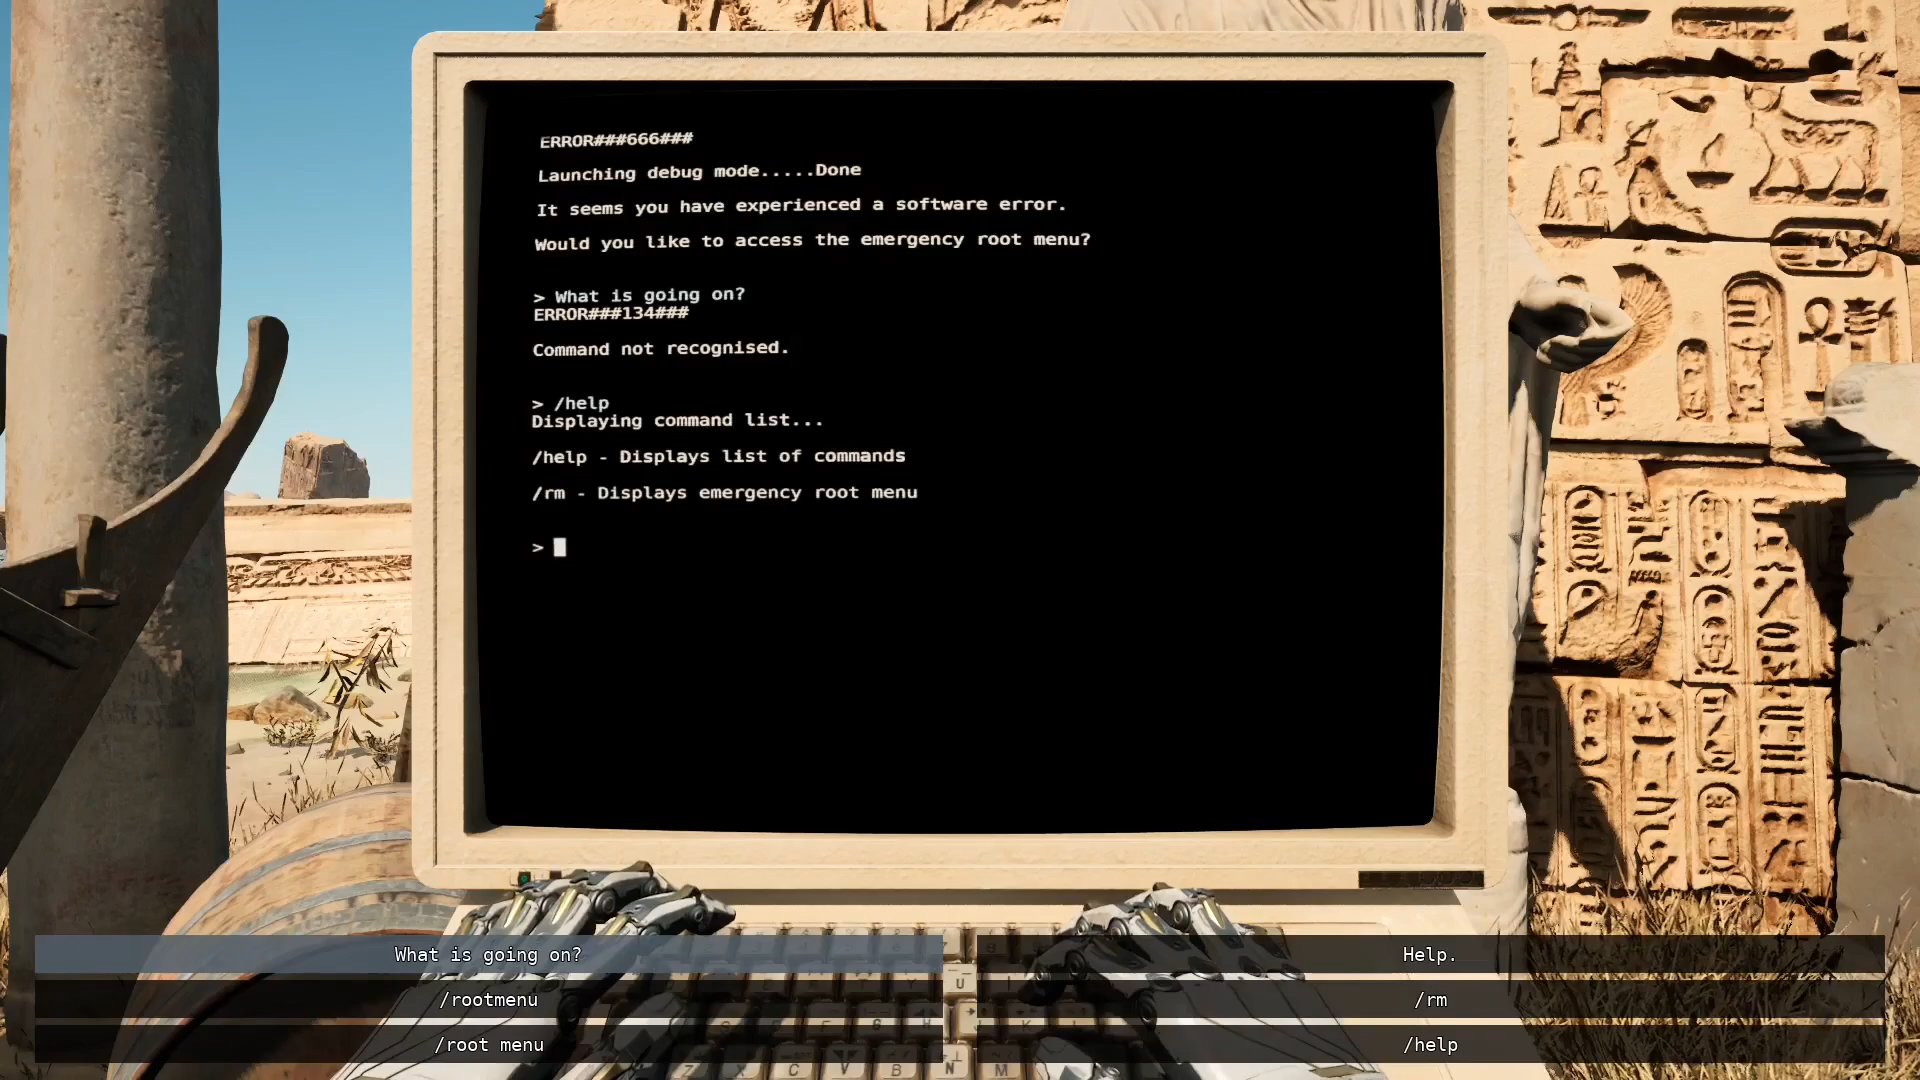 ERROR###666###
Launching debug mode.....Done
It seems you have experienced a software error.
Would you like to access the emergency root menu?
> What is going on?
ERROR###134###
Command not recognised.
> /help
Displaying command list...
/help - Displays list of commands
/rm - Displays emergency root menu
>
What is going on?
Help.
/rootmenu
/rm
/root menu
/help
U
Z X C V B N M